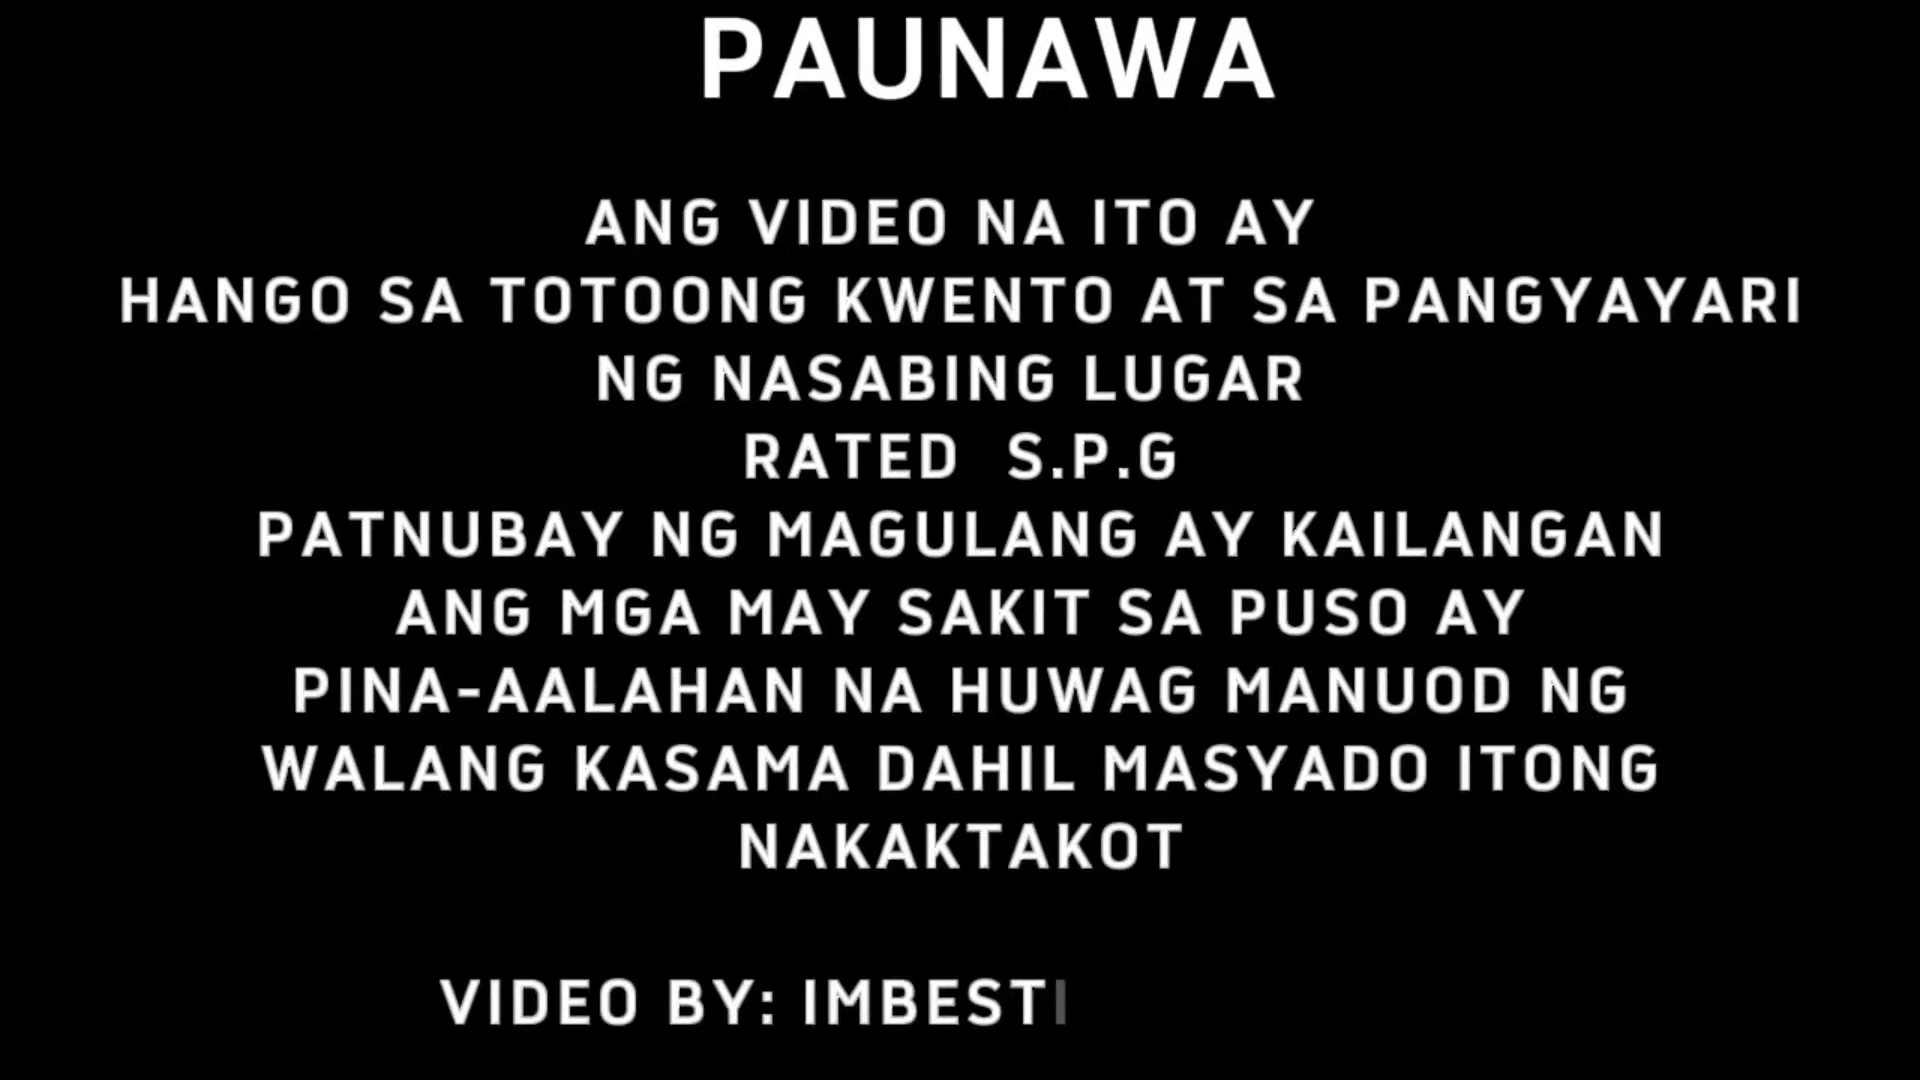 PAUNAWA
ANG VIDEO NA ITO AY
HANGO SA TOTOONG KWENTO AT SA PANGYAYARI
NG NASABING LUGAR
RATED S.P.G
PATNUBAY NG MAGULANG AY KAILANGAN
ANG MGA MAY SAKIT SA PUSO AY
PINA-AALAHAN NA HUWAG MANUOD NG
WALANG KASAMA DAHIL MASYADO ITONG
NAKAKTAKOT
VIDEO BY: IMBESTI